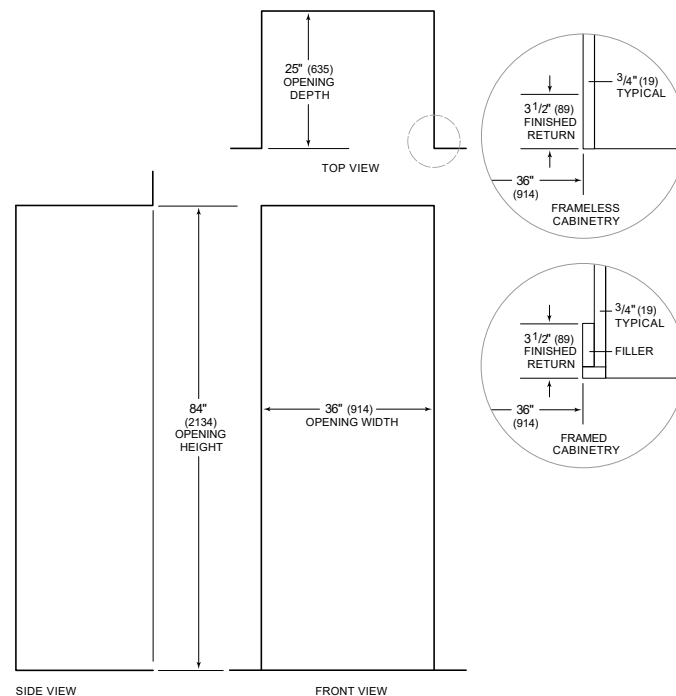 25" (635)
OPENING
DEPTH
TOP VIEW
3/4" (19)
TYPICAL
3 1/2" (89)
FINISHED
RETURN
36"
(914)
FRAMELESS
CABINETRY
3/4" (19)
TYPICAL
3 1/2" (89)
FINISHED
RETURN
FILLER
36"
(914)
FRAMED
CABINETRY
84"
(2134)
OPENING
HEIGHT
36" (914)
OPENING WIDTH
SIDE VIEW
FRONT VIEW